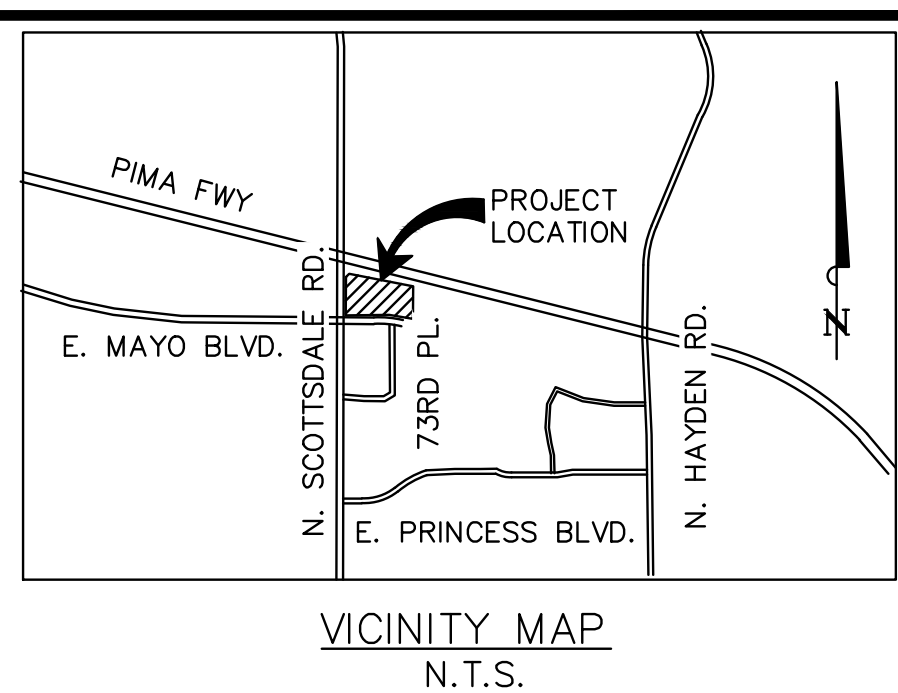 PIMA FWY
PROJECT
LOCATION
N. SCOTTSDALE RD.
E. MAYO BLVD.
73RD PL.
N. HAYDEN RD.
N
E. PRINCESS BLVD.
VICINITY MAP
N.T.S.